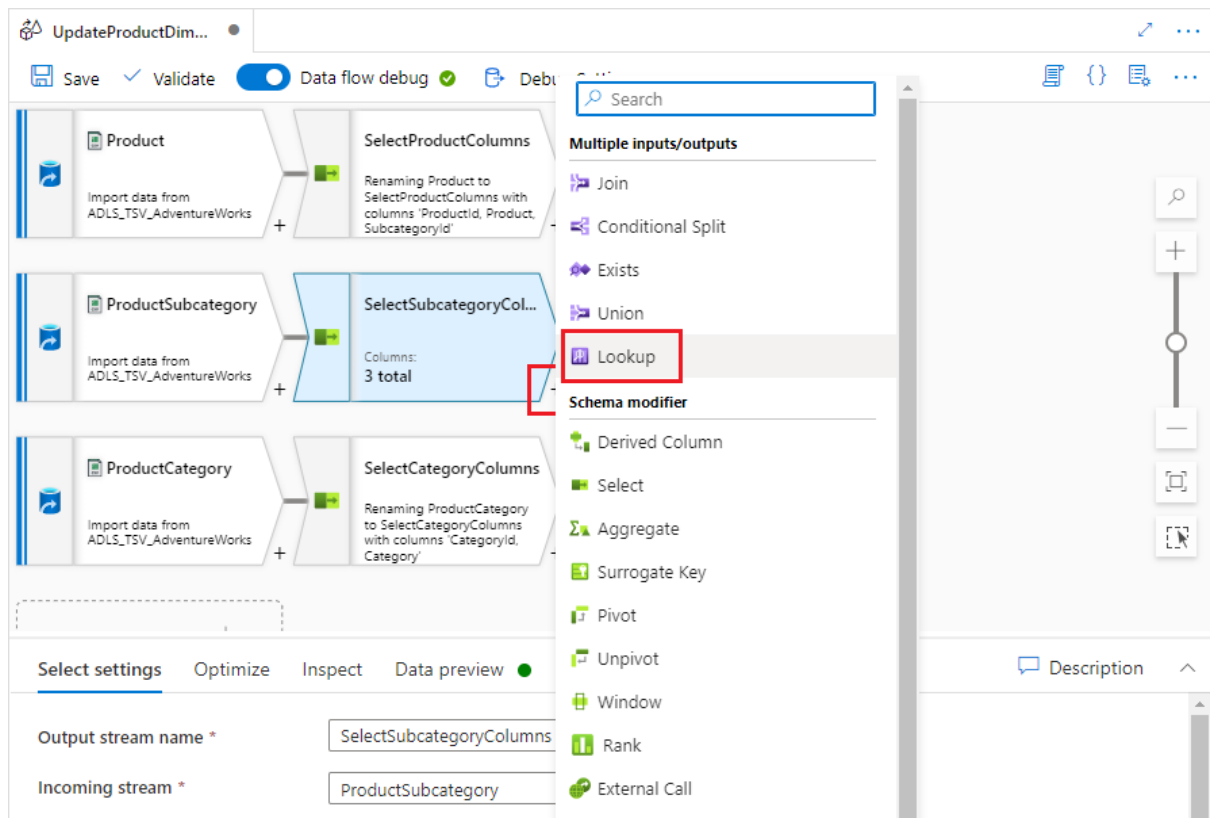 UpdateProductDim...
Save Validate Data flow debug
Search
Multiple inputs/outputs
Join
Conditional Split
Exists
Union
Lookup
Schema modifier
Derived Column
Select
Aggregate
Surrogate Key
Pivot
Unpivot
Window
Rank
External Call
Product
Import data from
ADLS_TSV_AdventureWorks
+
SelectProductColumns
Renaming Product to
SelectProductColumns with
columns 'ProductId, Product,
SubcategoryId'
ProductSubcategory
Import data from
ADLS_TSV_AdventureWorks
+
SelectSubcategoryCol...
Columns:
3 total
ProductCategory
Import data from
ADLS_TSV_AdventureWorks
+
SelectCategoryColumns
Renaming ProductCategory
to SelectCategoryColumns
with columns 'CategoryId,
Category'
Select settings Optimize Inspect Data preview Description
Output stream name * SelectSubcategoryColumns
Incoming stream * ProductSubcategory